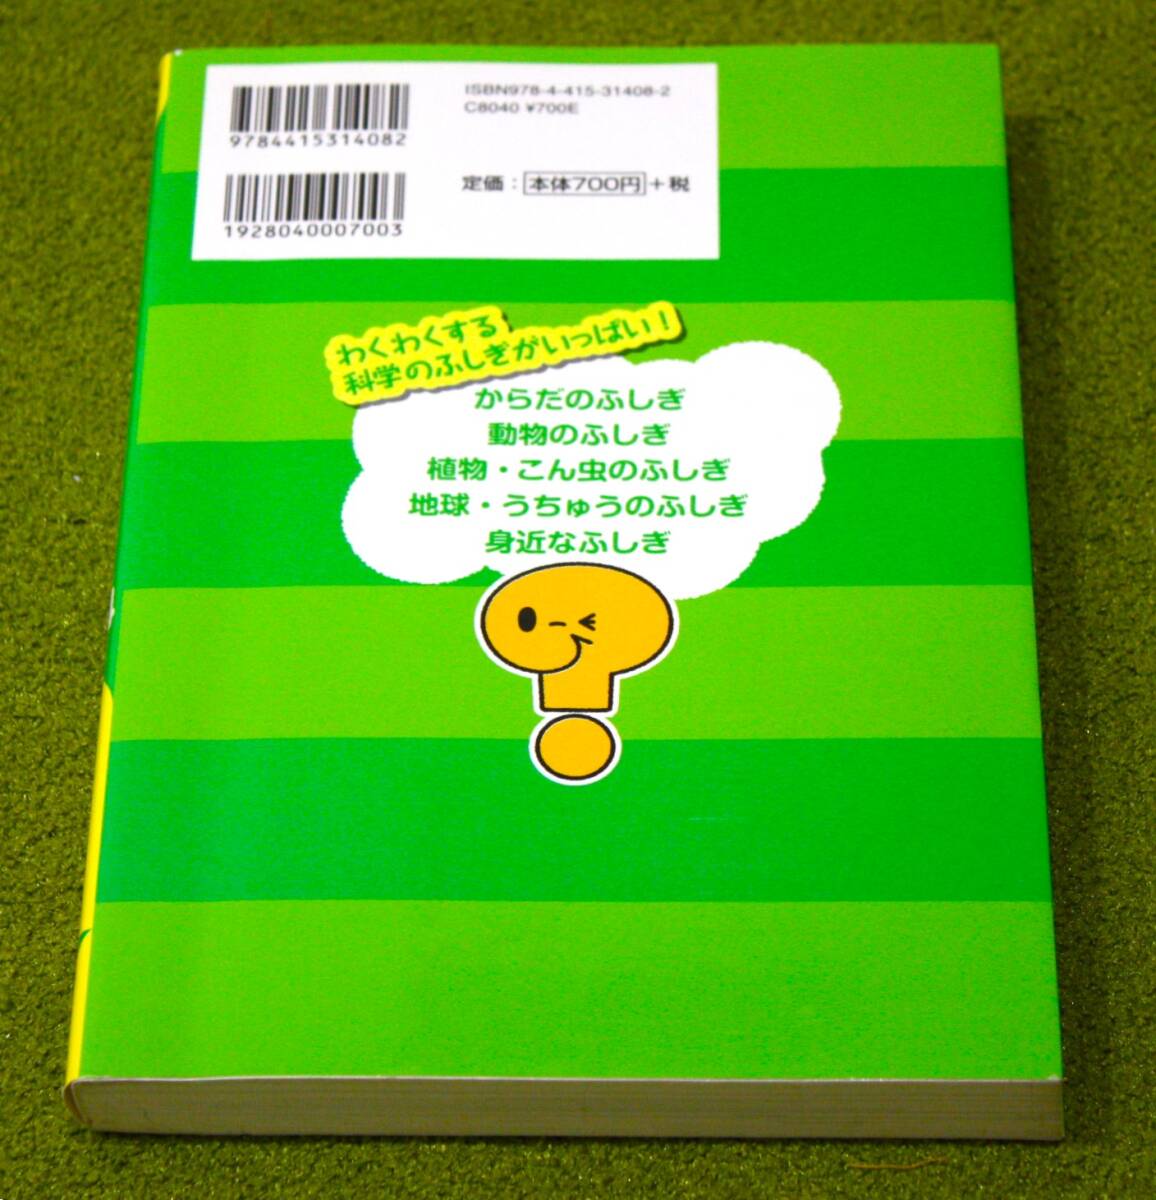 ISBN978-4-415-31408-2
C8040 ¥700E
9784415314082
定価：本体700円＋税
1928040007003
わくわくする
科学のふしぎがいっぱい！
からだのふしぎ
動物のふしぎ
植物・こん虫のふしぎ
地球・うちゅうのふしぎ
身近なふしぎ